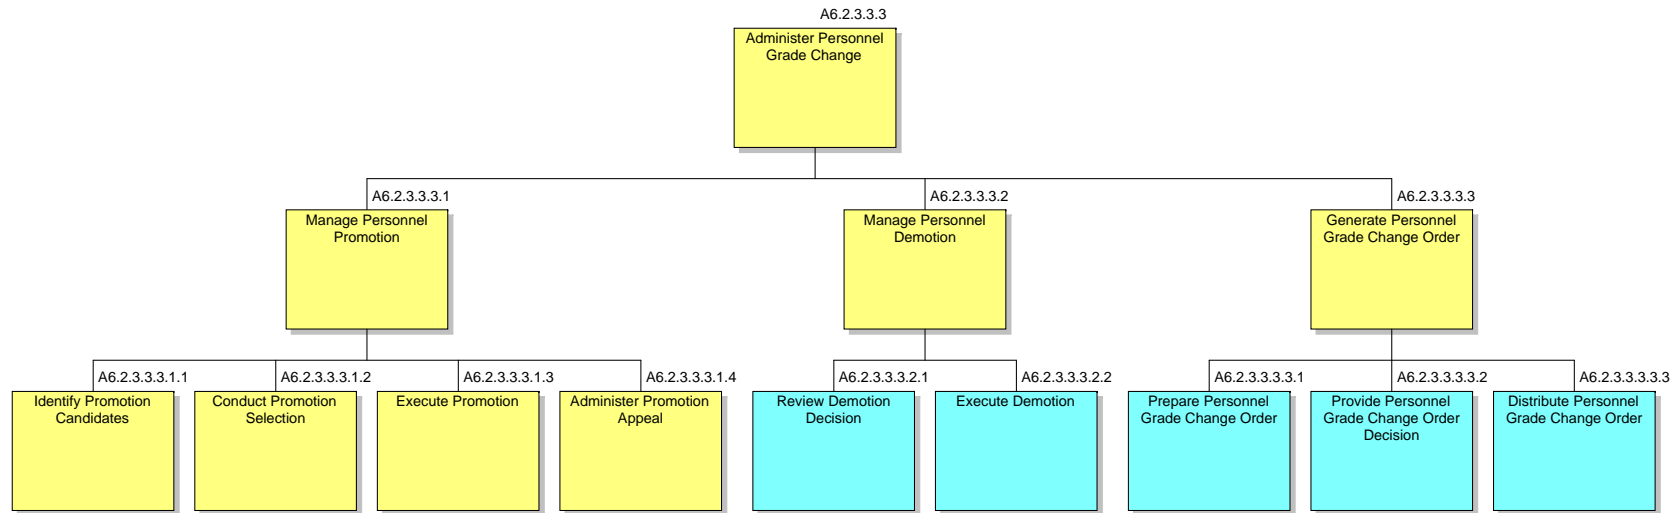 A6.2.3.3.3
Administer Personnel
Grade Change
A6.2.3.3.3.1
Manage Personnel
Promotion
A6.2.3.3.3.2
Manage Personnel
Demotion
A6.2.3.3.3.3
Generate Personnel
Grade Change Order
A6.2.3.3.3.1.1
Identify Promotion
Candidates
A6.2.3.3.3.1.2
Conduct Promotion
Selection
A6.2.3.3.3.1.3
Execute Promotion
A6.2.3.3.3.1.4
Administer Promotion
Appeal
A6.2.3.3.3.2.1
Review Demotion
Decision
A6.2.3.3.3.2.2
Execute Demotion
A6.2.3.3.3.3.1
Prepare Personnel
Grade Change Order
A6.2.3.3.3.3.2
Provide Personnel
Grade Change Order
Decision
A6.2.3.3.3.3.3
Distribute Personnel
Grade Change Order